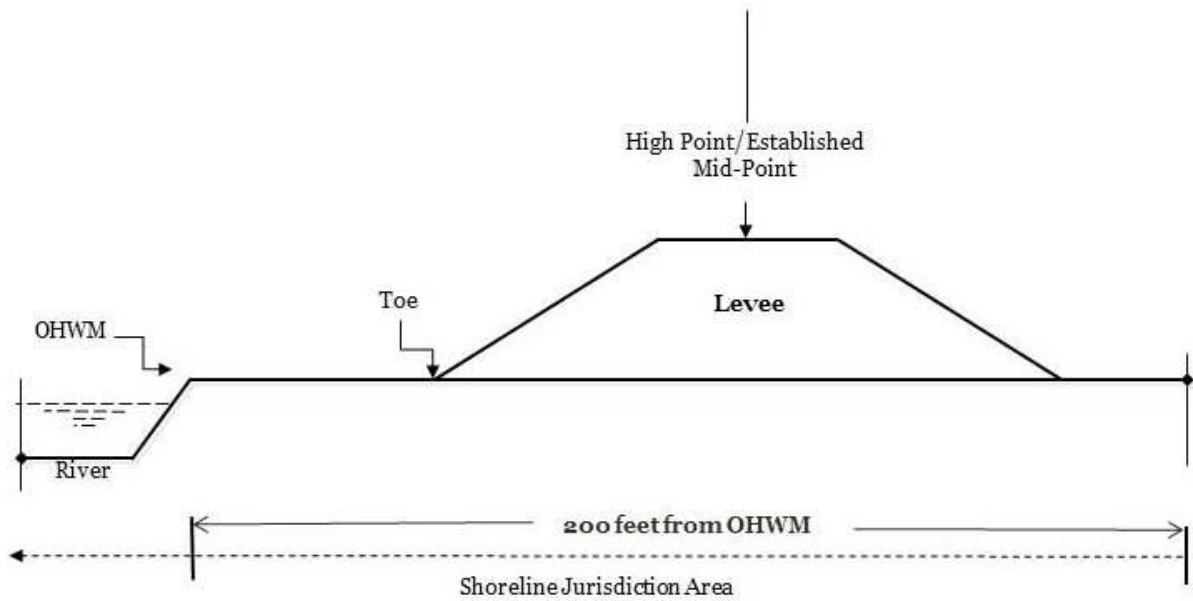 High Point/Established
Mid-Point
Levee
Toe
OHWM
River
200 feet from OHWM
Shoreline Jurisdiction Area